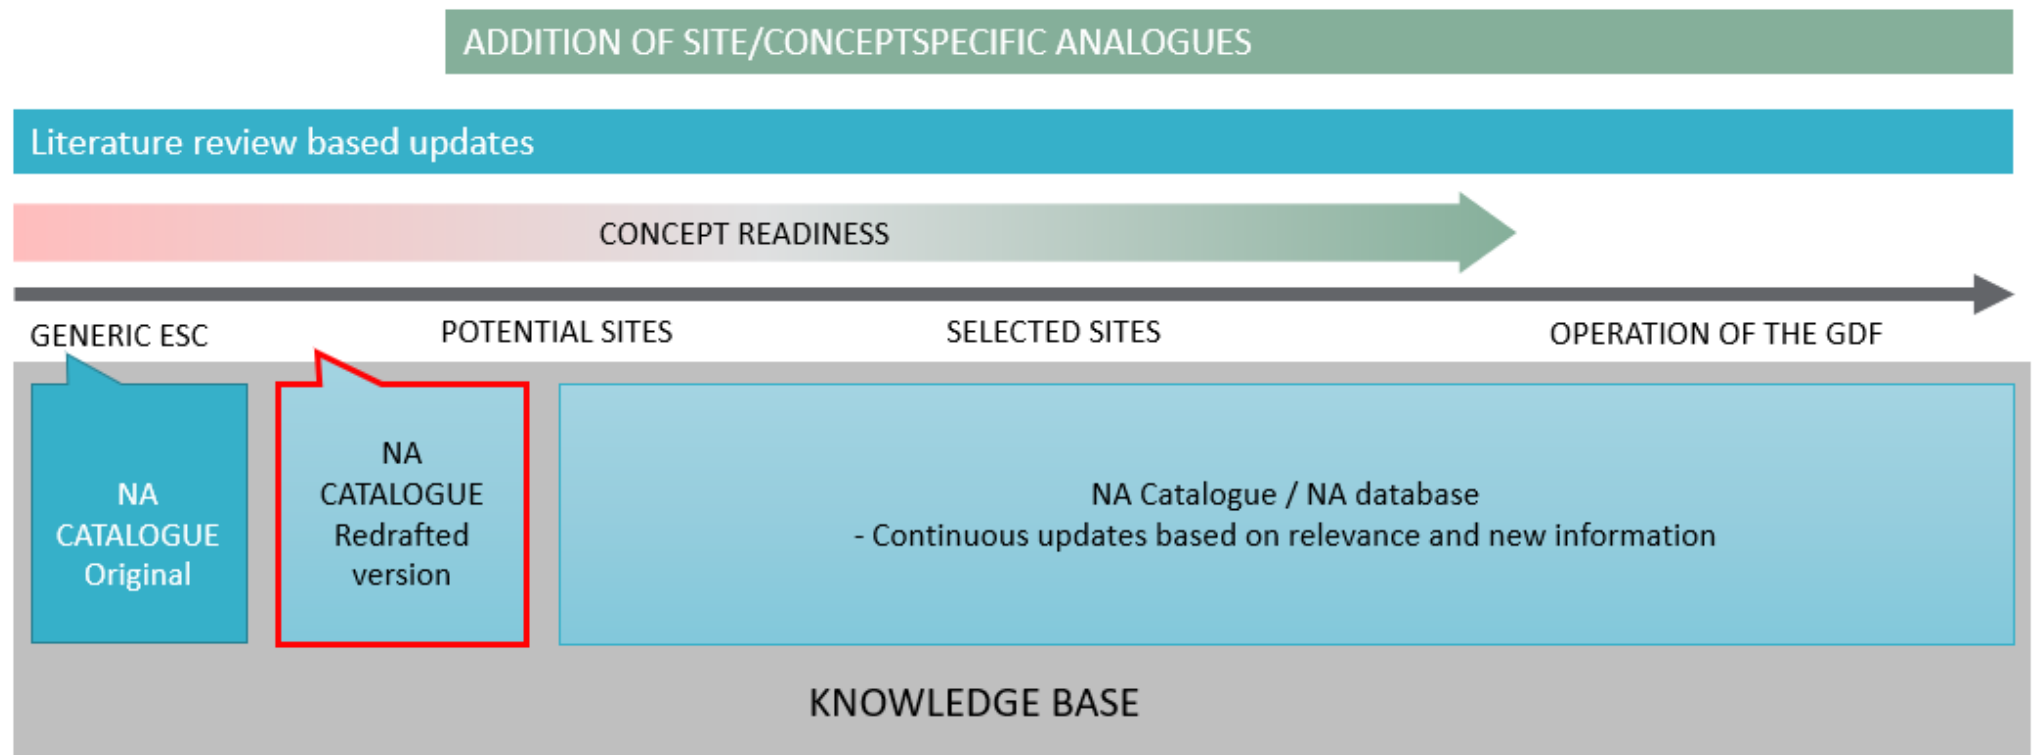 ADDITION OF SITE/CONCEPTSPECIFIC ANALOGUES
Literature review based updates
CONCEPT READINESS
GENERIC ESC
POTENTIAL SITES
SELECTED SITES
OPERATION OF THE GDF
NA
CATALOGUE
Original
NA
CATALOGUE
Redrafted
version
NA Catalogue / NA database
- Continuous updates based on relevance and new information
KNOWLEDGE BASE